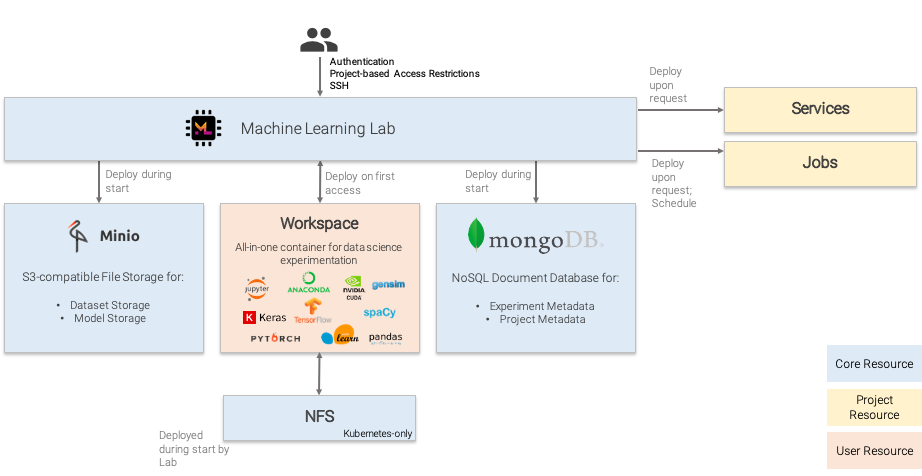 Authentication
Project-based Access Restrictions
SSH
Machine Learning Lab
Deploy
upon
request
Services
Deploy
upon
request;
Schedule
Jobs
Deploy during
start
Deploy on first
access
Deploy during
start
Minio
S3-compatible File Storage for:
• Dataset Storage
• Model Storage
Workspace
All-in-one container for data science
experimentation
jupyter
ANACONDA
NVIDIA
CUDA
gensim
Keras
TensorFlow
spaCy
PYTORCH
learn
pandas
mongoDB.
NoSQL Document Database for:
• Experiment Metadata
• Project Metadata
NFS
Kubernetes-only
Deployed
during start by
Lab
Core Resource
Project
Resource
User Resource